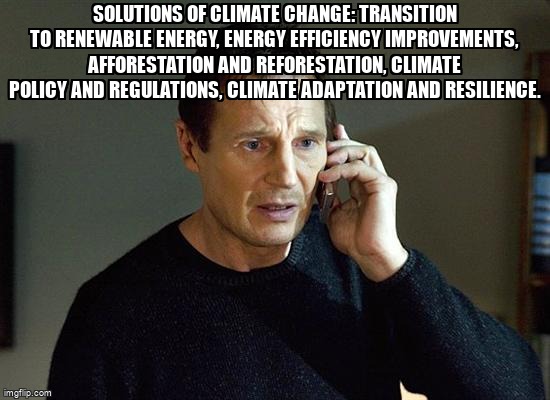 SOLUTIONS OF CLIMATE CHANGE: TRANSITION
TO RENEWABLE ENERGY, ENERGY EFFICIENCY IMPROVEMENTS,
AFFORESTATION AND REFORESTATION, CLIMATE
POLICY AND REGULATIONS, CLIMATE ADAPTATION AND RESILIENCE.
imgflip.com